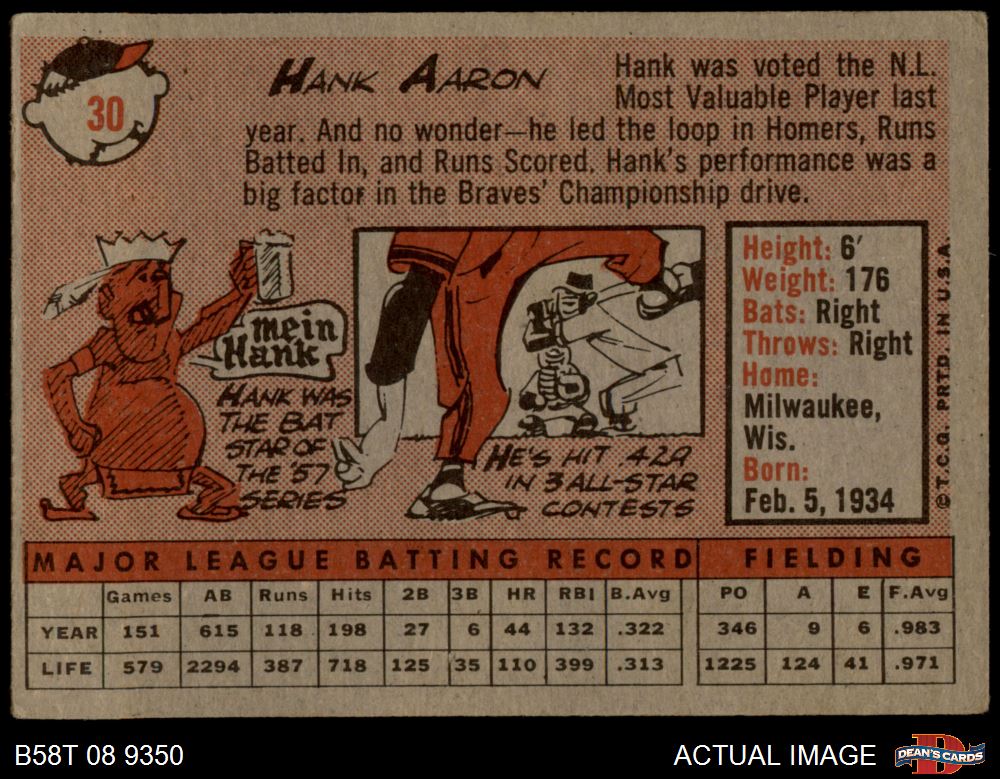 30
HANK AARON
Hank was voted the N.L.
Most Valuable Player last
year. And no wonder—he led the loop in Homers, Runs
Batted In, and Runs Scored. Hank's performance was a
big factor in the Braves' Championship drive.
mein
Hank
HANK WAS
THE BAT
STAR OF
THE '57
SERIES
HE'S HIT .429
IN 3 ALL-STAR
CONTESTS
Height: 6'
Weight: 176
Bats: Right
Throws: Right
Home:
Milwaukee,
Wis.
Born:
Feb. 5, 1934
© T.C.G. PRTD. IN U.S.A.
MAJOR LEAGUE BATTING RECORD FIELDING
Games AB Runs Hits 2B 3B HR RBI B.Avg PO A E F.Avg
YEAR 151 615 118 198 27 6 44 132 .322 346 9 6 .983
LIFE 579 2294 387 718 125 35 110 399 .313 1225 124 41 .971
B58T 08 9350 ACTUAL IMAGE
D
DEAN'S CARDS